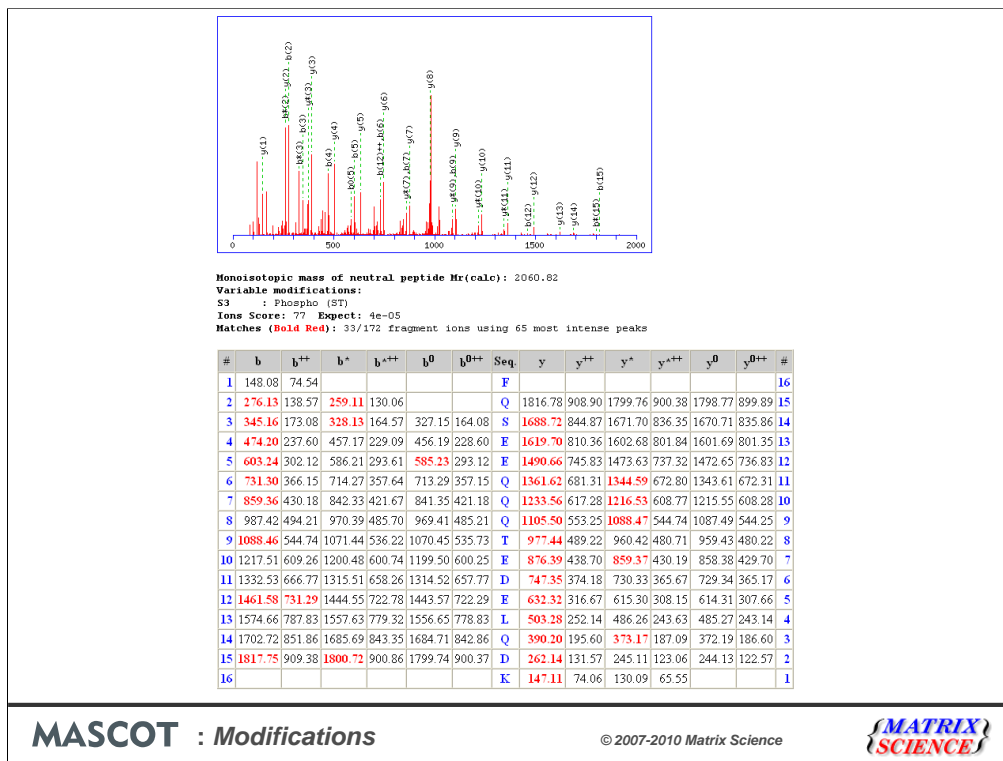 y(1)
b*(2) -y(2) -b(2)
b*(3) b(3)
y*(3) -y(3)
b(4) y(4)
b0(5) -b(5)
y(5)
b(12)++,b(6) -y(6)
y*(7),b(7) -y(7)
y(8)
y*(9),b(9) -y(9)
y*(10) -y(10)
y*(11) -y(11)
b(12)
y(12)
y(13)
y(14)
b*(15) -b(15)
0 500 1000 1500 2000
Monoisotopic mass of neutral peptide Mr(calc): 2060.82
Variable modifications:
S3 : Phospho (ST)
Ions Score: 77 Expect: 4e-05
Matches (Bold Red): 33/172 fragment ions using 65 most intense peaks
# b b++ b* b*++ b0 b0++ Seq. y y++ y* y*++ y0 y0++ #
1 148.08 74.54 F 16
2 276.13 138.57 259.11 130.06 Q 1816.78 908.90 1799.76 900.38 1798.77 899.89 15
3 345.16 173.08 328.13 164.57 327.15 164.08 S 1688.72 844.87 1671.70 836.35 1670.71 835.86 14
4 474.20 237.60 457.17 229.09 456.19 228.60 E 1619.70 810.36 1602.68 801.84 1601.69 801.35 13
5 603.24 302.12 586.21 293.61 585.23 293.12 E 1490.66 745.83 1473.63 737.32 1472.65 736.83 12
6 731.30 366.15 714.27 357.64 713.29 357.15 Q 1361.62 681.31 1344.59 672.80 1343.61 672.31 11
7 859.36 430.18 842.33 421.67 841.35 421.18 Q 1233.56 617.28 1216.53 608.77 1215.55 608.28 10
8 987.42 494.21 970.39 485.70 969.41 485.21 Q 1105.50 553.25 1088.47 544.74 1087.49 544.25 9
9 1088.46 544.74 1071.44 536.22 1070.45 535.73 T 977.44 489.22 960.42 480.71 959.43 480.22 8
10 1217.51 609.26 1200.48 600.74 1199.50 600.25 E 876.39 438.70 859.37 430.19 858.38 429.70 7
11 1332.53 666.77 1315.51 658.26 1314.52 657.77 D 747.35 374.18 730.33 365.67 729.34 365.17 6
12 1461.58 731.29 1444.55 722.78 1443.57 722.29 E 632.32 316.67 615.30 308.15 614.31 307.66 5
13 1574.66 787.83 1557.63 779.32 1556.65 778.83 L 503.28 252.14 486.26 243.63 485.27 243.14 4
14 1702.72 851.86 1685.69 843.35 1684.71 842.86 Q 390.20 195.60 373.17 187.09 372.19 186.60 3
15 1817.75 909.38 1800.72 900.86 1799.74 900.37 D 262.14 131.57 245.11 123.06 244.13 122.57 2
16 K 147.11 74.06 130.09 65.55 1
MASCOT : Modifications
© 2007-2010 Matrix Science
{MATRIX
SCIENCE}